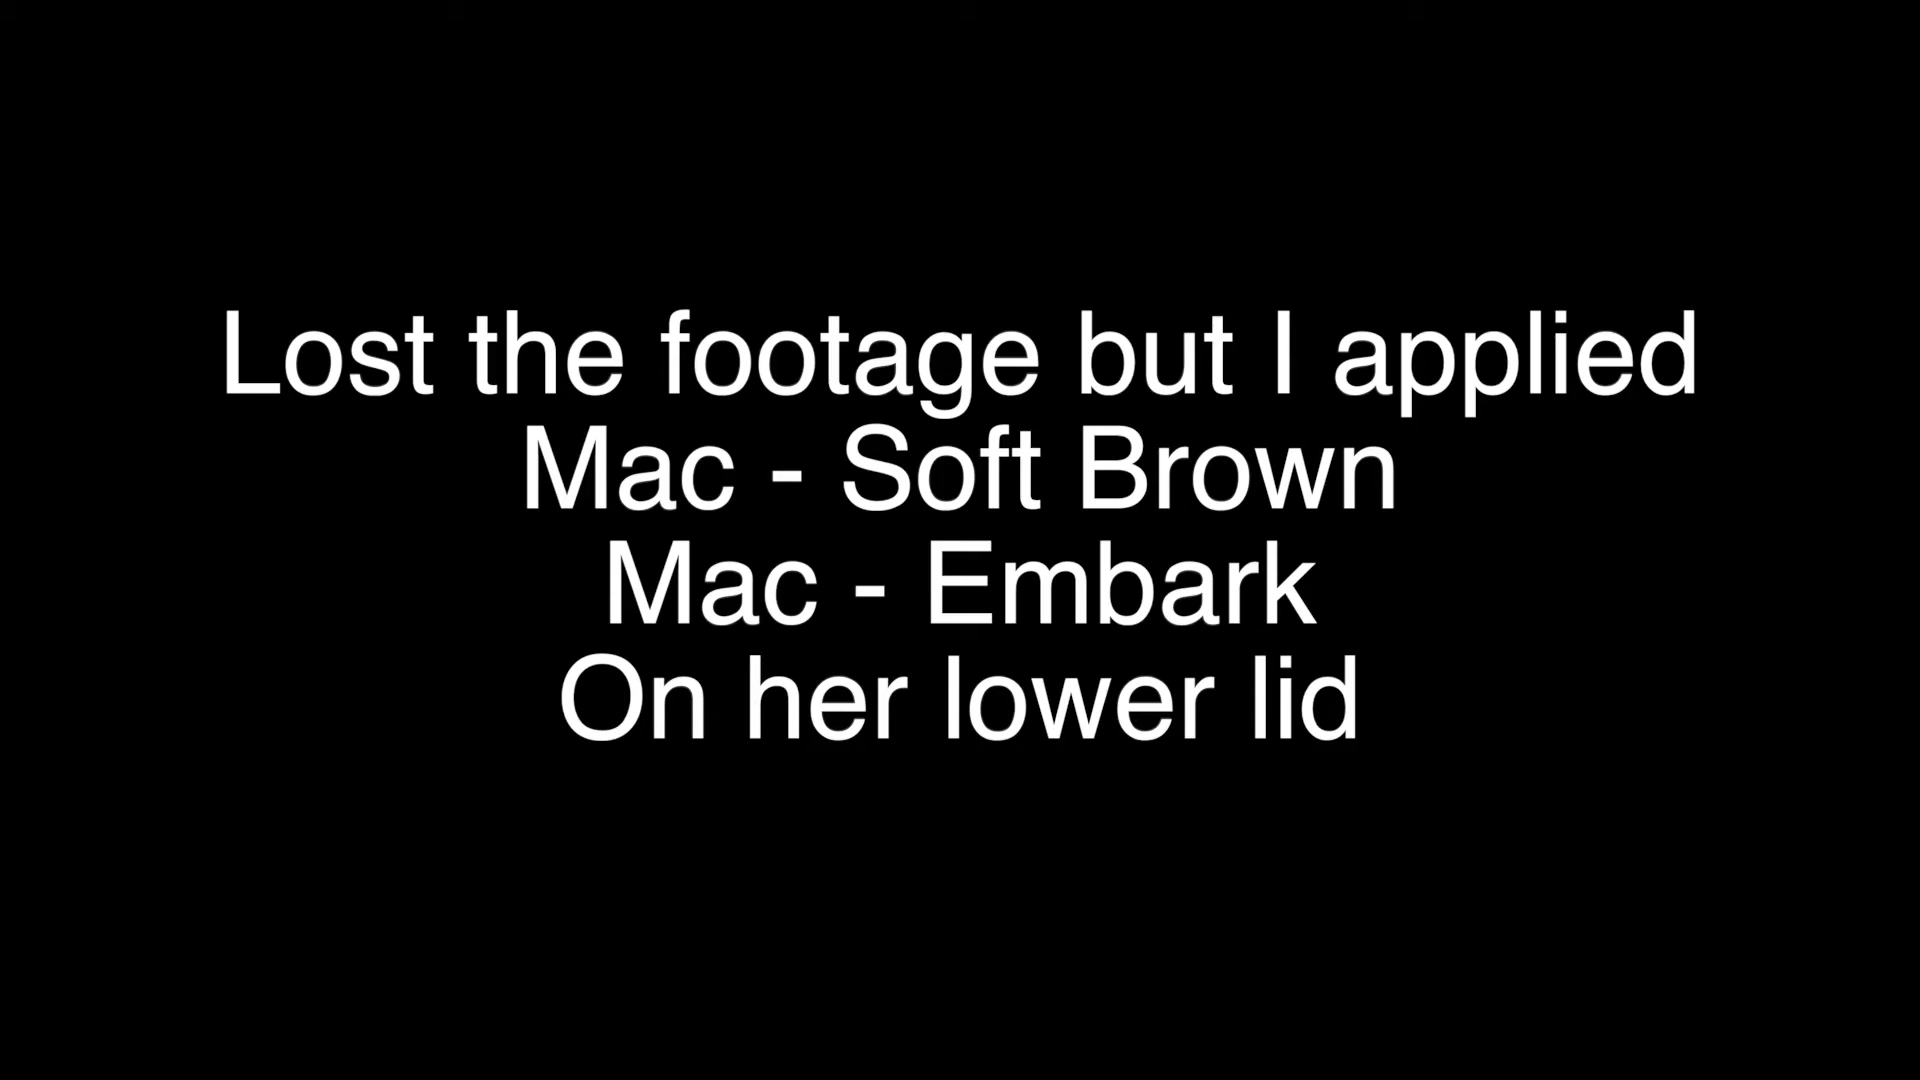 Lost the footage but I applied
Mac - Soft Brown
Mac - Embark
On her lower lid